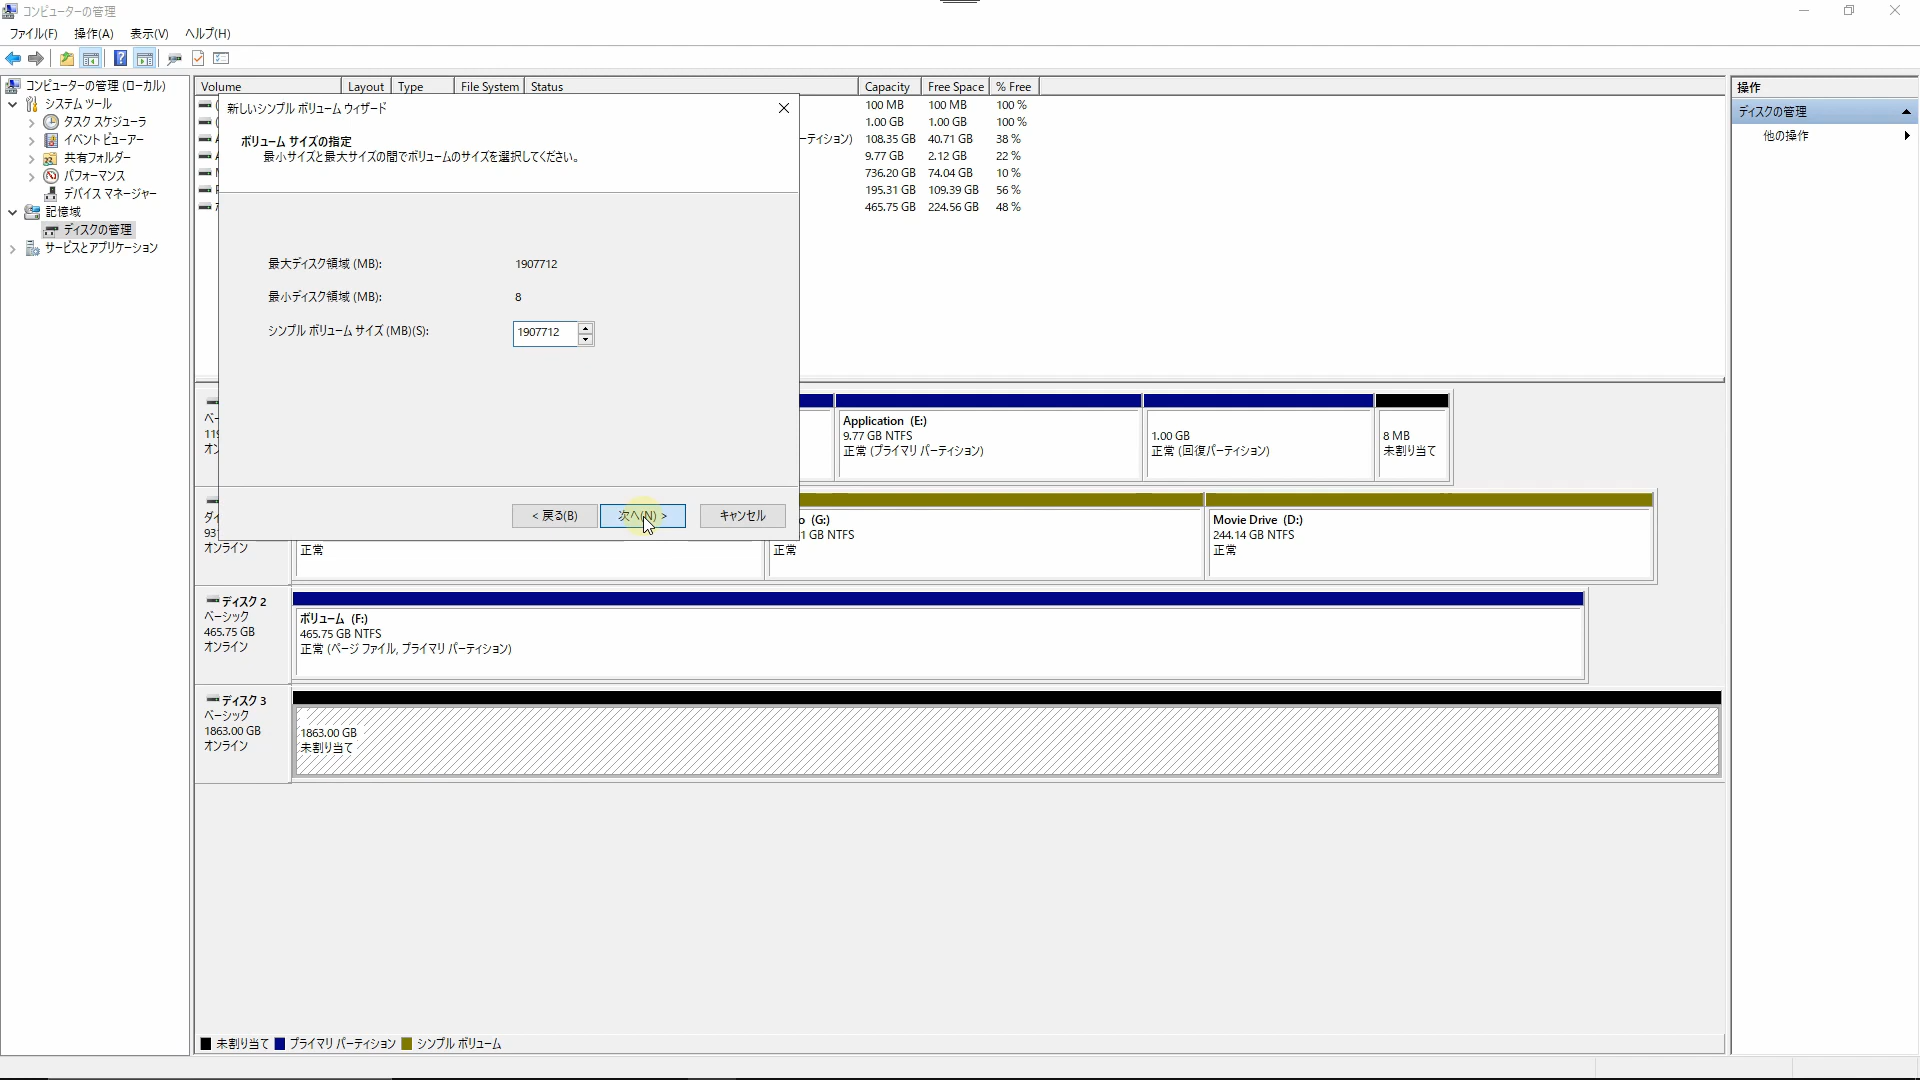 コンピューターの管理
ファイル(F) 操作(A) 表示(V) ヘルプ(H)
コンピューターの管理 (ローカル)
システム ツール
タスク スケジューラ
イベント ビューアー
共有フォルダー
パフォーマンス
デバイス マネージャー
記憶域
ディスクの管理
サービスとアプリケーション
Volume Layout Type File System Status Capacity Free Space % Free
100 MB 100 MB 100 %
1.00 GB 1.00 GB 100 %
ーティション) 108.35 GB 40.71 GB 38 %
9.77 GB 2.12 GB 22 %
736.20 GB 74.04 GB 10 %
195.31 GB 109.39 GB 56 %
465.75 GB 224.56 GB 48 %
新しいシンプル ボリューム ウィザード
ボリューム サイズの指定
最小サイズと最大サイズの間でボリュームのサイズを選択してください。
最大ディスク領域 (MB): 1907712
最小ディスク領域 (MB): 8
シンプル ボリューム サイズ (MB)(S): 1907712
< 戻る(B) 次へ(N) > キャンセル
Application (E:)
9.77 GB NTFS
正常 (プライマリ パーティション)
1.00 GB
正常 (回復パーティション)
8 MB
未割り当て
オンライン
正常
(G:)
1 GB NTFS
正常
Movie Drive (D:)
244.14 GB NTFS
正常
ディスク 2
ベーシック
465.75 GB
オンライン
ボリューム (F:)
465.75 GB NTFS
正常 (ページ ファイル, プライマリ パーティション)
ディスク 3
ベーシック
1863.00 GB
オンライン
1863.00 GB
未割り当て
未割り当て プライマリ パーティション シンプル ボリューム
操作
ディスクの管理
他の操作